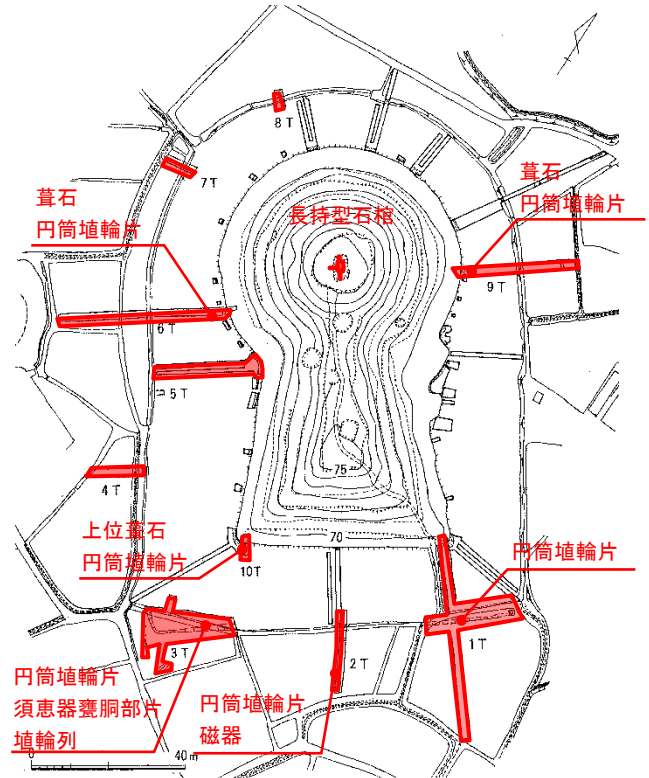 8T
7T
葺石
円筒埴輪片
長持型石棺
葺石
円筒埴輪片
9T
6T
5T
75
4T
上位葺石
円筒埴輪片
70
10T
円筒埴輪片
3T
2T
1T
円筒埴輪片
須恵器甕胴部片
埴輪列
円筒埴輪片
磁器
0
40m